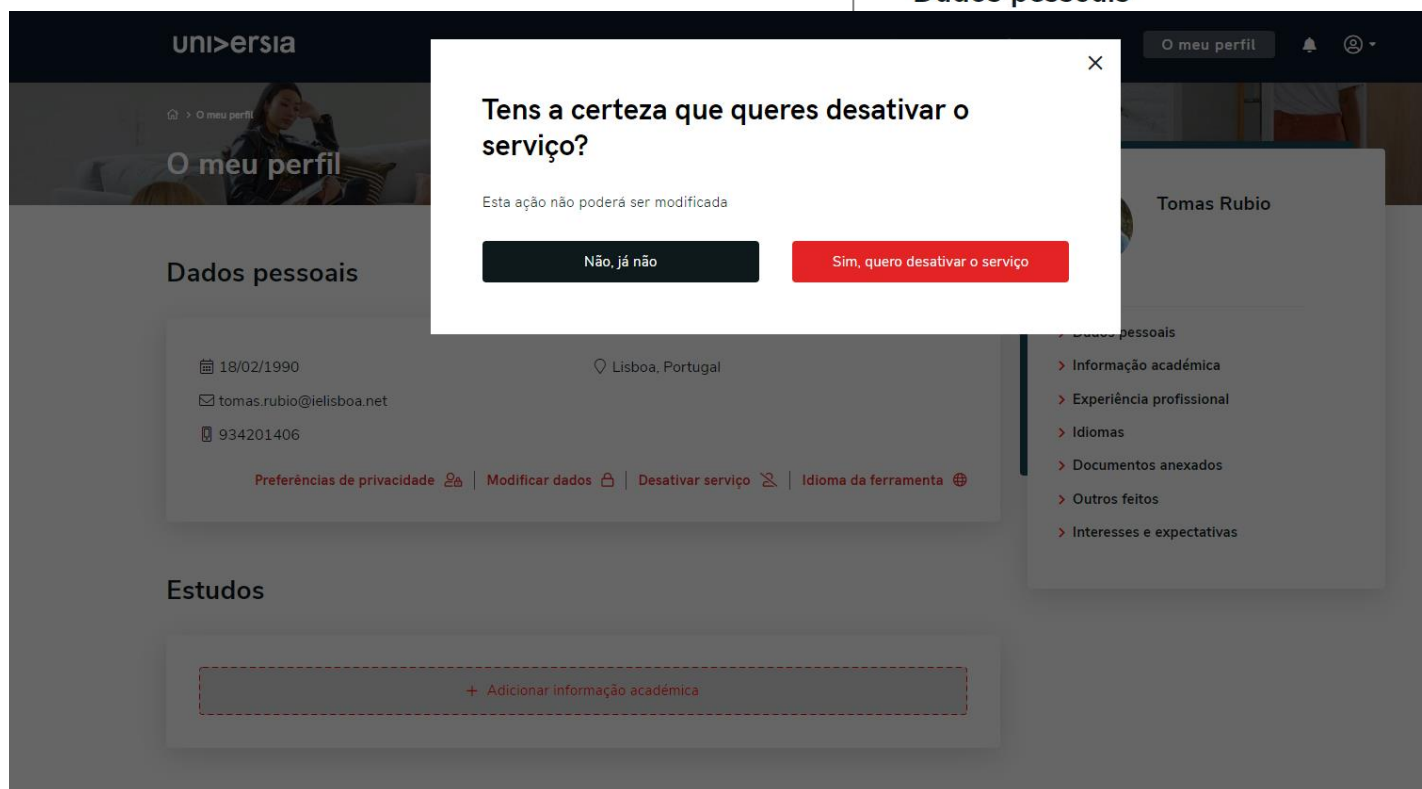 Dados pessoais
uni>ersia
O meu perfil
O meu perfil
O meu perfil
Tens a certeza que queres desativar o
serviço?
Esta ação não poderá ser modificada
Não, já não
Sim, quero desativar o serviço
Tomas Rubio
Dados pessoais
18/02/1990
Lisboa, Portugal
tomas.rubio@ielisboa.net
934201406
Preferências de privacidade | Modificar dados | Desativar serviço | Idioma da ferramenta
Dados pessoais
> Informação académica
> Experiência profissional
> Idiomas
> Documentos anexados
> Outros feitos
> Interesses e expectativas
Estudos
+ Adicionar informação académica